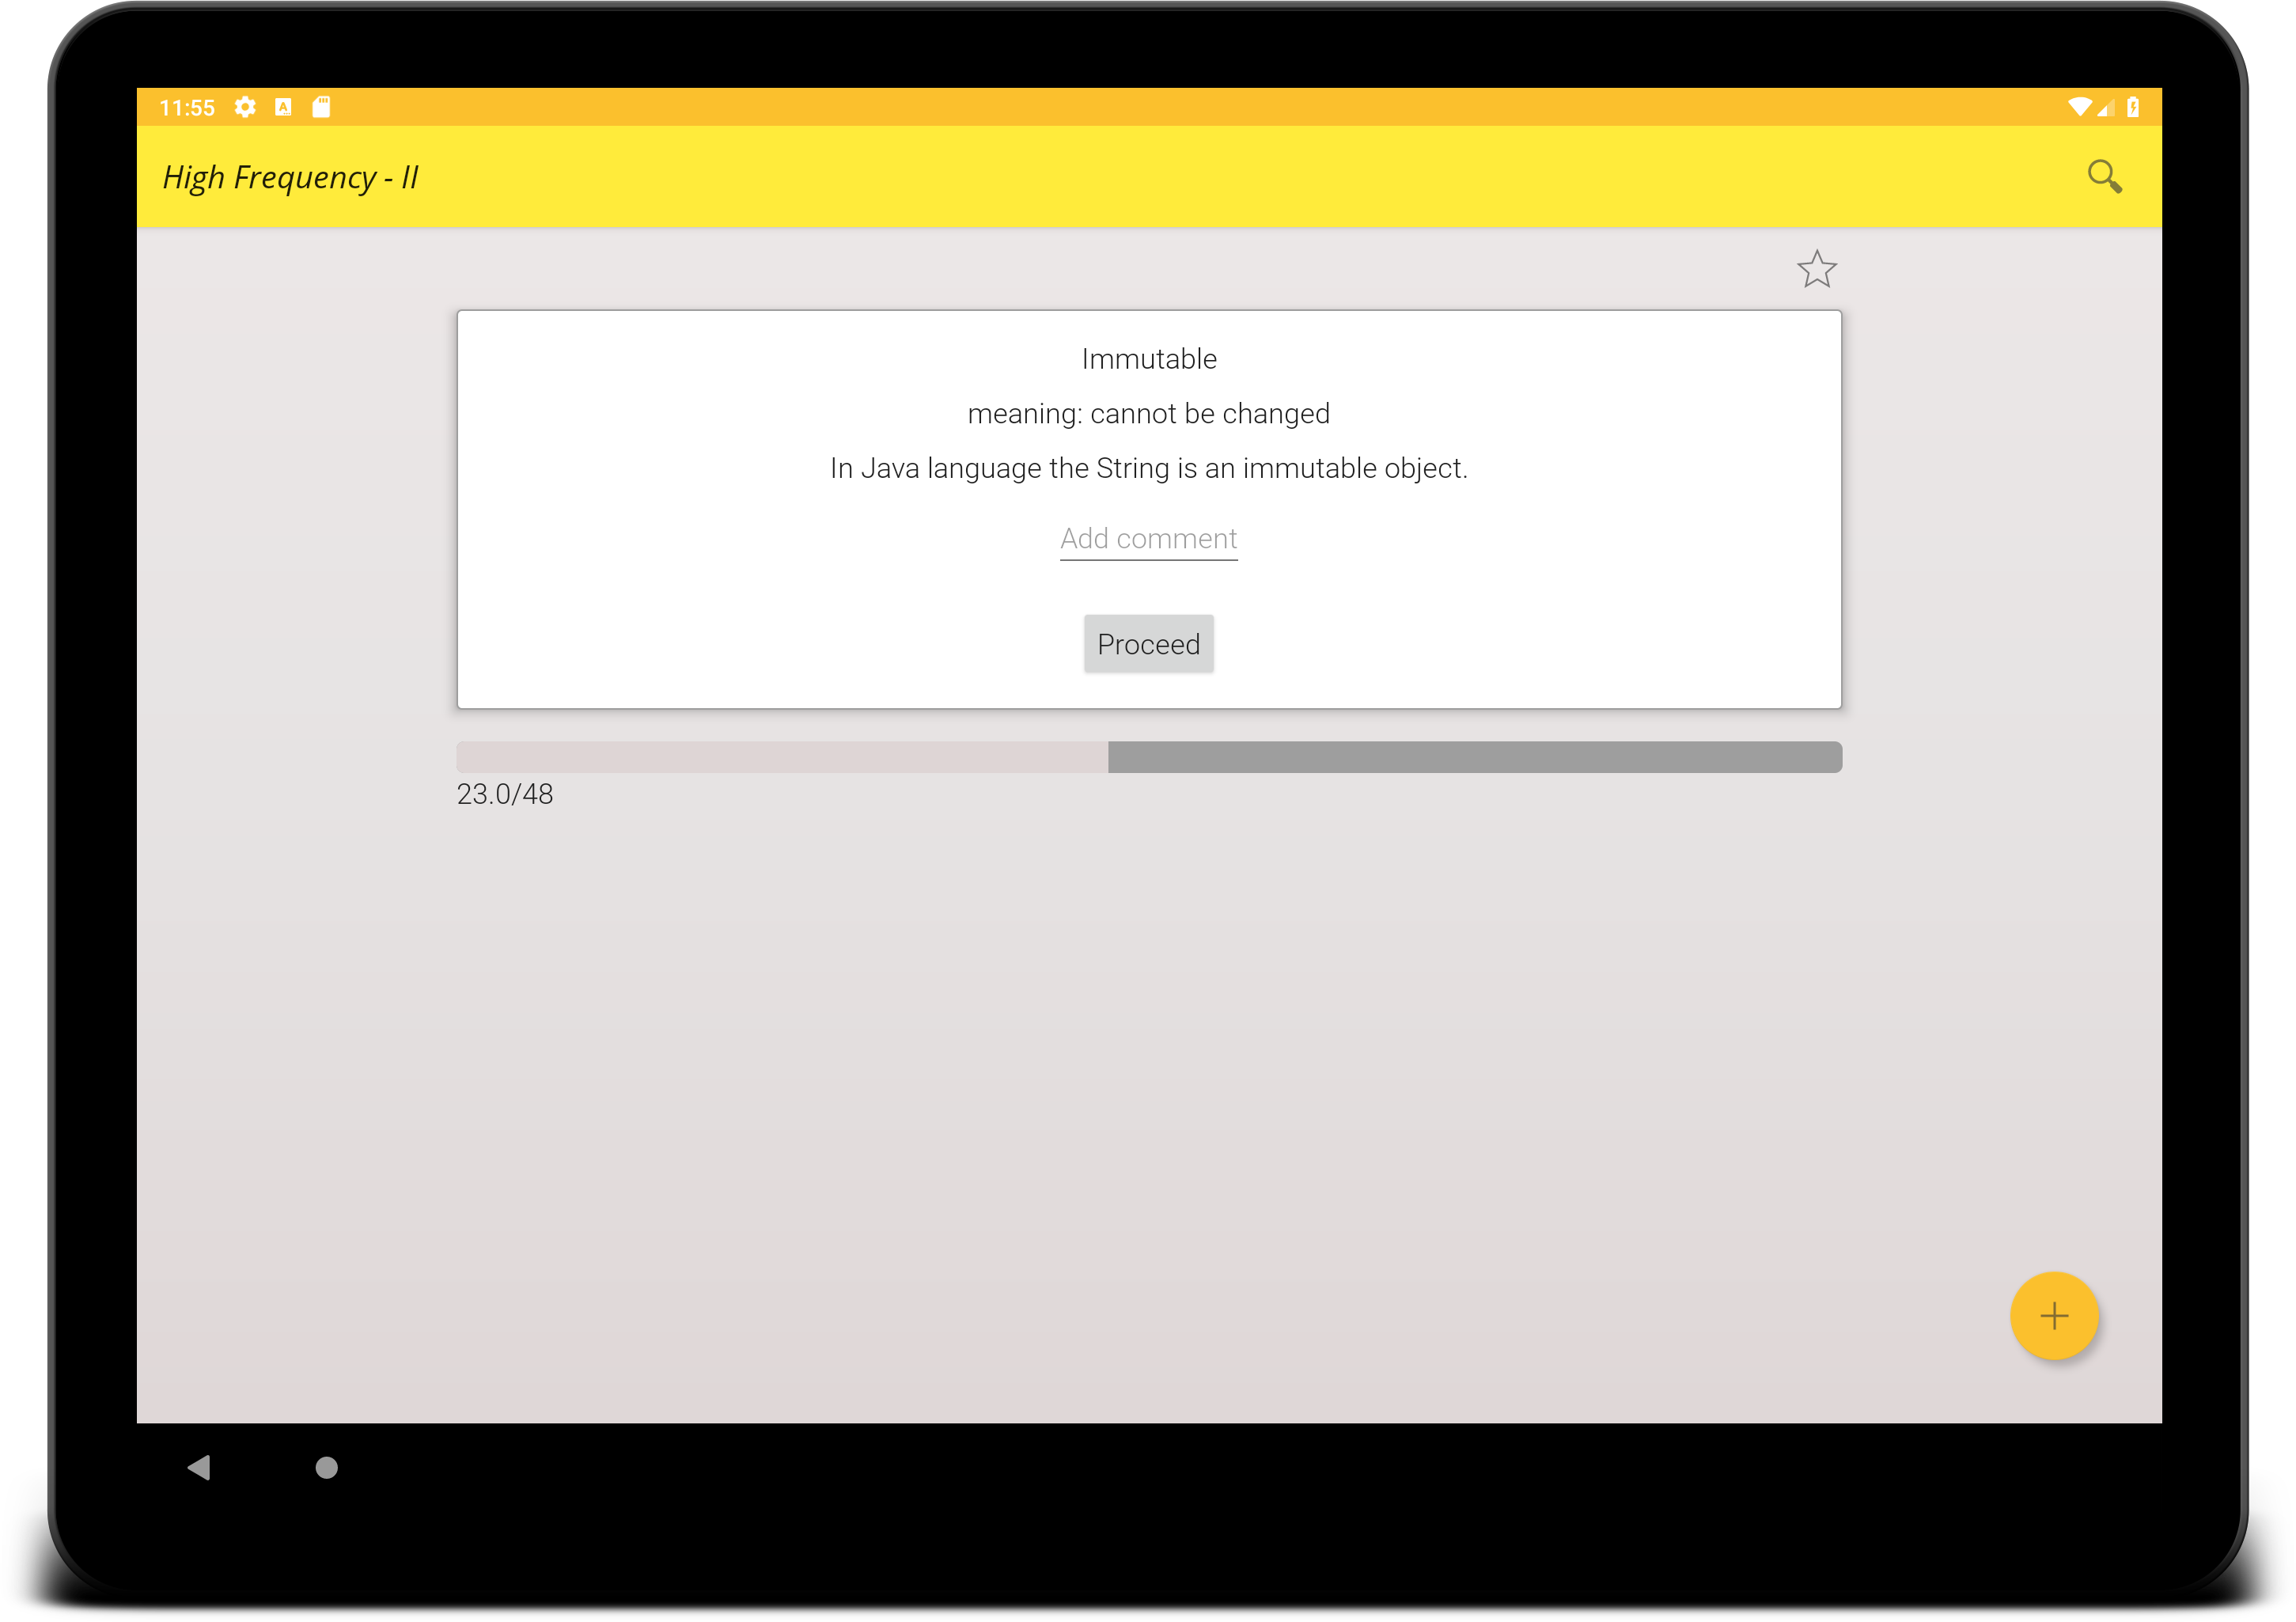 11:55
High Frequency - II
Immutable
meaning: cannot be changed
In Java language the String is an immutable object.
Add comment
Proceed
23.0/48